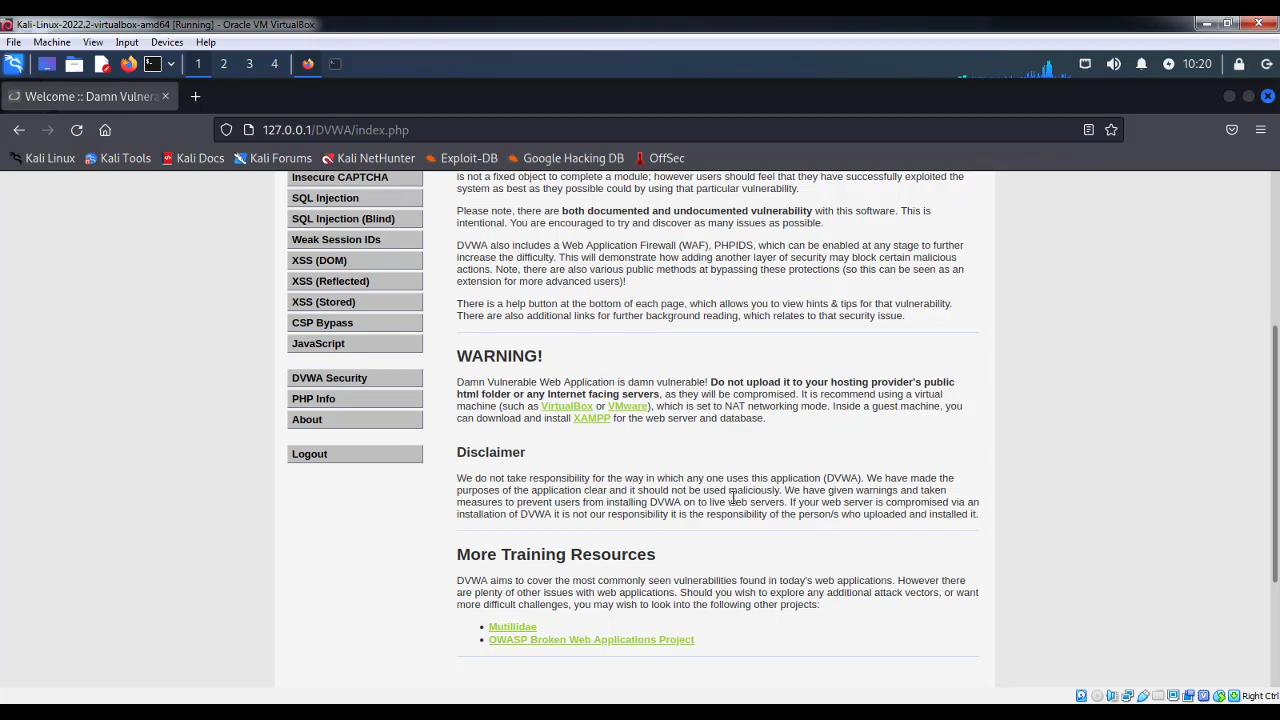 Kali-Linux-2022.2-virtualbox-amd64 [Running] - Oracle VM VirtualBox
File Machine View Input Devices Help
1 2 3 4 10:20
Welcome :: Damn Vulnera
127.0.0.1/DVWA/index.php
Kali Linux Kali Tools Kali Docs Kali Forums Kali NetHunter Exploit-DB Google Hacking DB OffSec
Insecure CAPTCHA
SQL Injection
SQL Injection (Blind)
Weak Session IDs
XSS (DOM)
XSS (Reflected)
XSS (Stored)
CSP Bypass
JavaScript
DVWA Security
PHP Info
About
Logout
is not a fixed object to complete a module; however users should feel that they have successfully exploited the
system as best as they possible could by using that particular vulnerability.
Please note, there are both documented and undocumented vulnerability with this software. This is
intentional. You are encouraged to try and discover as many issues as possible.
DVWA also includes a Web Application Firewall (WAF), PHPIDS, which can be enabled at any stage to further
increase the difficulty. This will demonstrate how adding another layer of security may block certain malicious
actions. Note, there are also various public methods at bypassing these protections (so this can be seen as an
extension for more advanced users)!
There is a help button at the bottom of each page, which allows you to view hints & tips for that vulnerability.
There are also additional links for further background reading, which relates to that security issue.
WARNING!
Damn Vulnerable Web Application is damn vulnerable! Do not upload it to your hosting provider's public
html folder or any Internet facing servers, as they will be compromised. It is recommend using a virtual
machine (such as VirtualBox or VMware), which is set to NAT networking mode. Inside a guest machine, you
can download and install XAMPP for the web server and database.
Disclaimer
We do not take responsibility for the way in which any one uses this application (DVWA). We have made the
purposes of the application clear and it should not be used maliciously. We have given warnings and taken
measures to prevent users from installing DVWA on to live web servers. If your web server is compromised via an
installation of DVWA it is not our responsibility it is the responsibility of the person/s who uploaded and installed it.
More Training Resources
DVWA aims to cover the most commonly seen vulnerabilities found in today's web applications. However there
are plenty of other issues with web applications. Should you wish to explore any additional attack vectors, or want
more difficult challenges, you may wish to look into the following other projects:
• Mutillidae
• OWASP Broken Web Applications Project
Right Ctrl